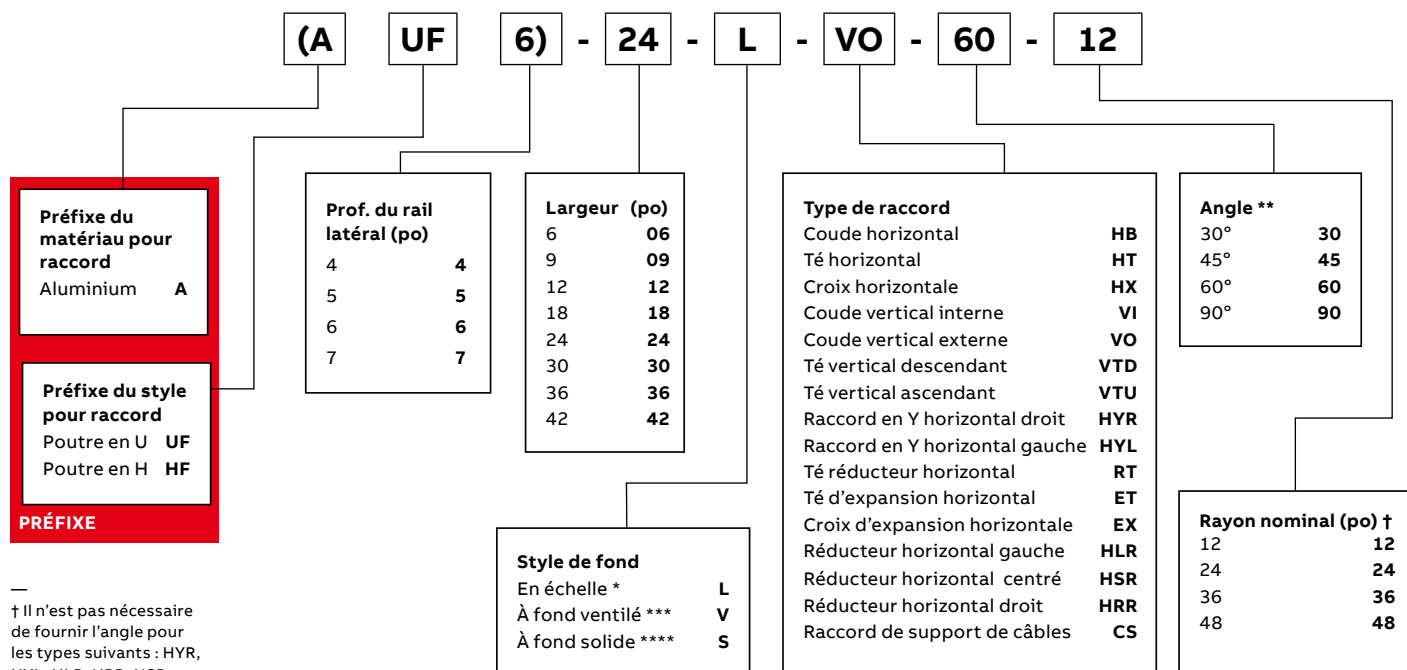 (A UF 6) - 24 - L - VO - 60 - 12
Préfixe du
matériau pour
raccord
Aluminium A
Préfixe du style
pour raccord
Poutre en U UF
Poutre en H HF
PRÉFIXE
Prof. du rail
latéral (po)
4 4
5 5
6 6
7 7
Largeur (po)
6 06
9 09
12 12
18 18
24 24
30 30
36 36
42 42
Style de fond
En échelle * L
À fond ventilé *** V
À fond solide **** S
Type de raccord
Coude horizontal HB
Té horizontal HT
Croix horizontale HX
Coude vertical interne VI
Coude vertical externe VO
Té vertical descendant VTD
Té vertical ascendant VTU
Raccord en Y horizontal droit HYR
Raccord en Y horizontal gauche HYL
Té réducteur horizontal RT
Té d'expansion horizontal ET
Croix d'expansion horizontale EX
Réducteur horizontal gauche HLR
Réducteur horizontal centré HSR
Réducteur horizontal droit HRR
Raccord de support de câbles CS
Angle **
30° 30
45° 45
60° 60
90° 90
Rayon nominal (po) †
12 12
24 24
36 36
48 48
—
† Il n'est pas nécessaire
de fournir l'angle pour
les types suivants : HYR,